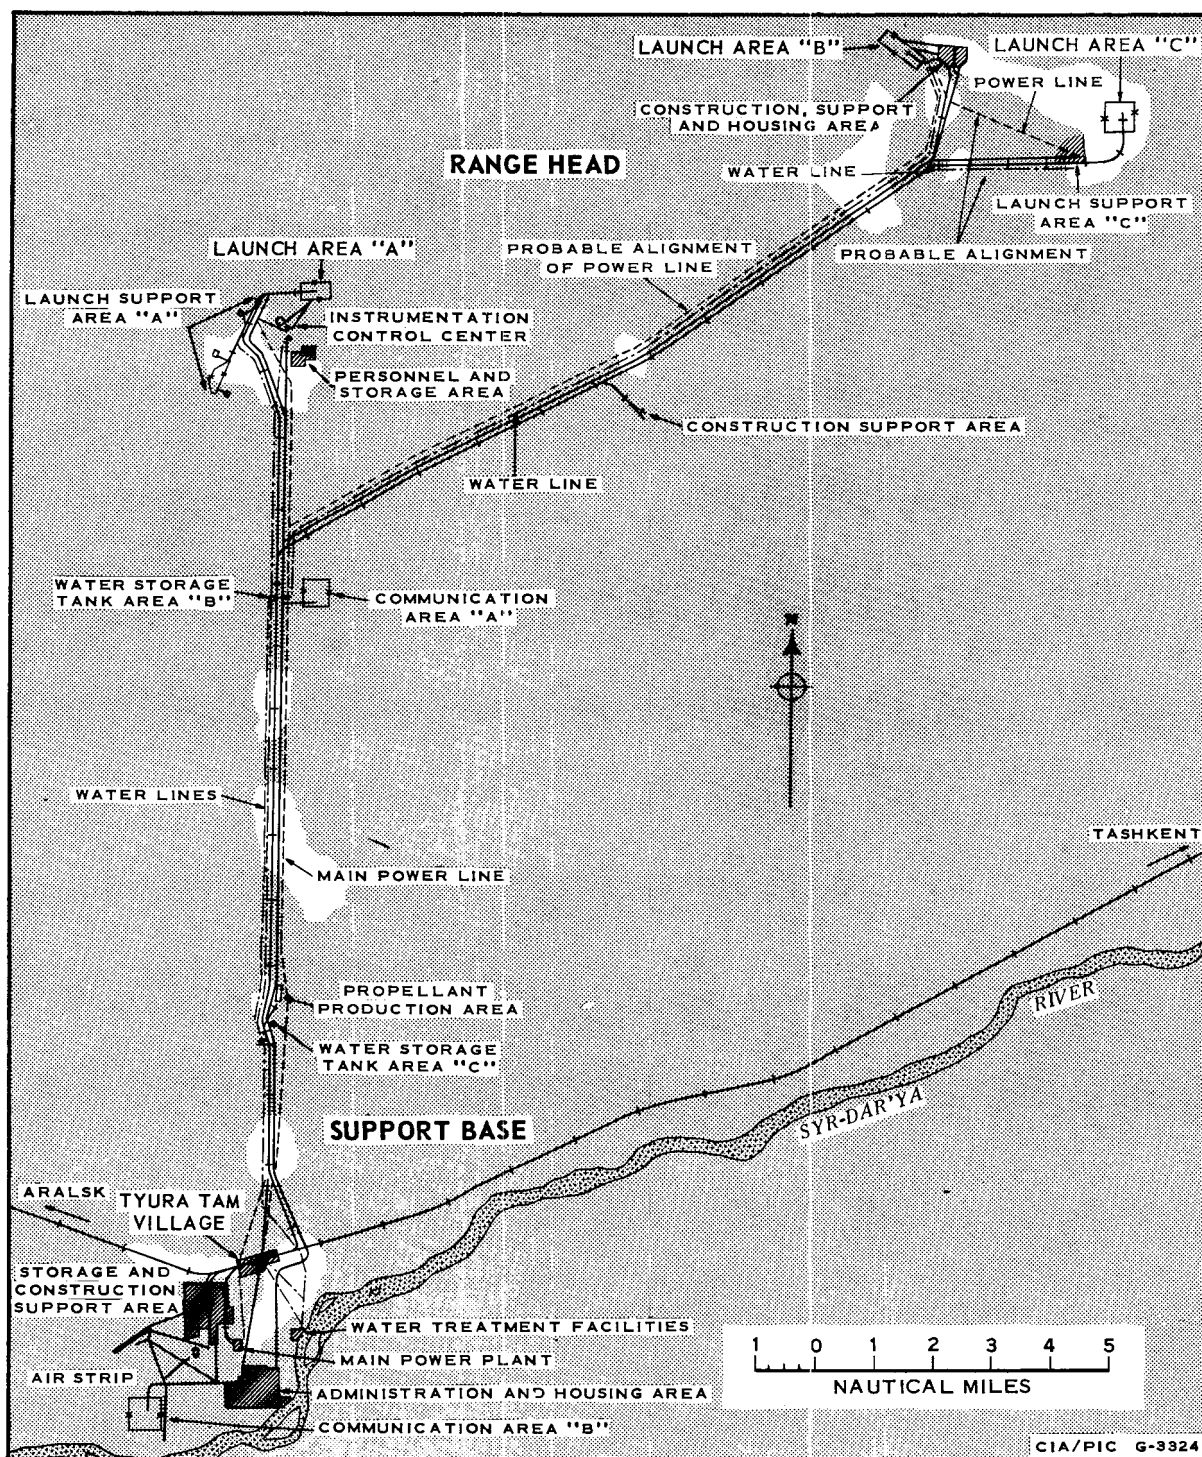 LAUNCH AREA "B"
LAUNCH AREA "C"
POWER LINE
CONSTRUCTION, SUPPORT
AND HOUSING AREA
RANGE HEAD
WATER LINE
LAUNCH SUPPORT
AREA "C"
PROBABLE ALIGNMENT
OF POWER LINE
PROBABLE ALIGNMENT
LAUNCH AREA "A"
LAUNCH SUPPORT
AREA "A"
INSTRUMENTATION
CONTROL CENTER
PERSONNEL AND
STORAGE AREA
CONSTRUCTION SUPPORT AREA
WATER LINE
WATER STORAGE
TANK AREA "B"
COMMUNICATION
AREA "A"
N
WATER LINES
TASHKENT
MAIN POWER LINE
PROPELLANT
PRODUCTION AREA
RIVER
WATER STORAGE
TANK AREA "C"
SYR-DAR'YA
SUPPORT BASE
ARALSK
TYURA TAM
VILLAGE
STORAGE AND
CONSTRUCTION
SUPPORT AREA
WATER TREATMENT FACILITIES
MAIN POWER PLANT
AIR STRIP
ADMINISTRATION AND HOUSING AREA
COMMUNICATION AREA "B"
1 0 2 3 5
NAUTICAL MILES
CIA/PIC G-3324